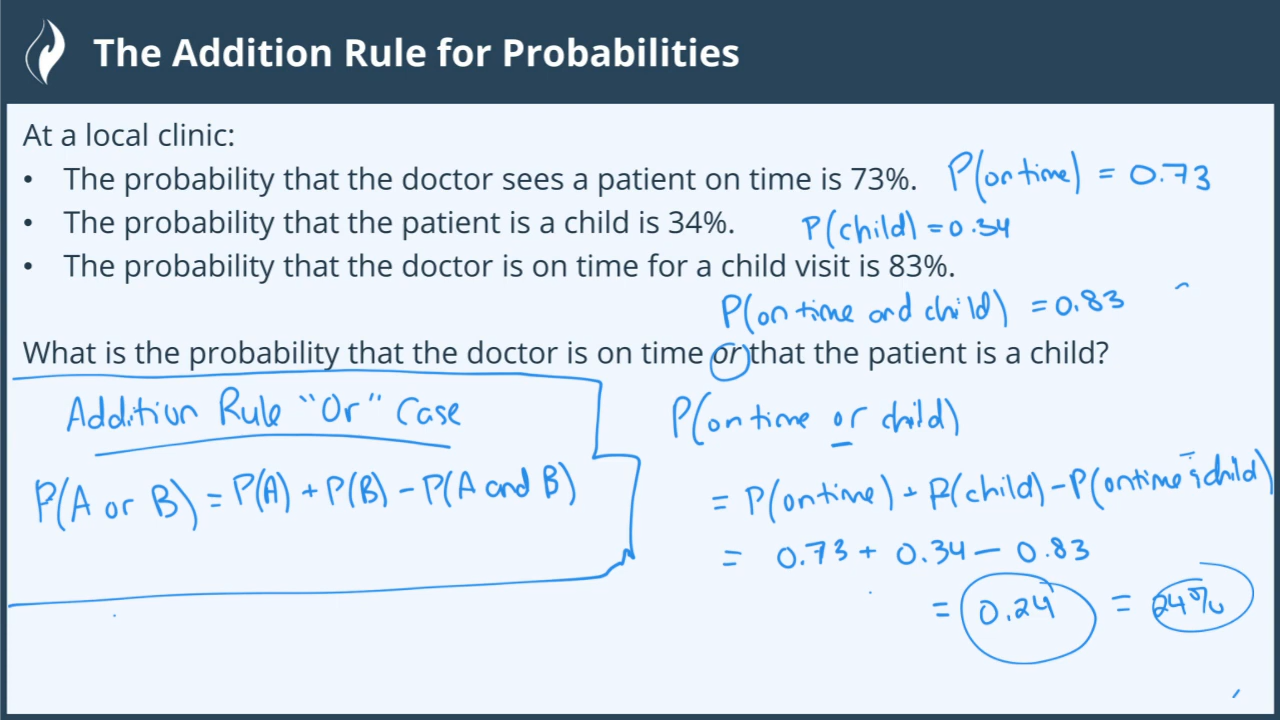 The Addition Rule for Probabilities
At a local clinic:
• The probability that the doctor sees a patient on time is 73%. P(on time) = 0.73
• The probability that the patient is a child is 34%. P(child) = 0.34
• The probability that the doctor is on time for a child visit is 83%.
P(on time and child) = 0.83
What is the probability that the doctor is on time or that the patient is a child?
Addition Rule "Or" Case
P(on time or child)
P(A or B) = P(A) + P(B) - P(A and B)
= P(on time) + P(child) - P(on time & child)
= 0.73 + 0.34 - 0.83
= 0.24 = 24%